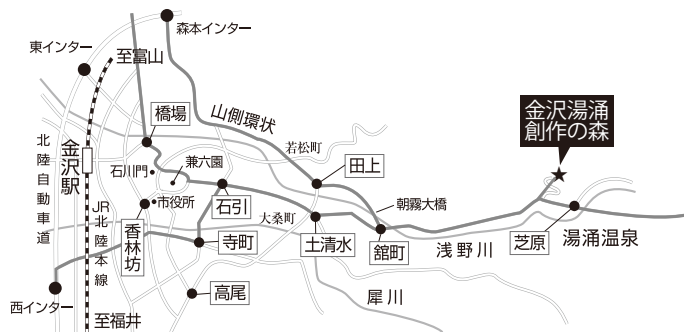 森本インター
東インター
至富山
金沢湯涌
創作の森
橋場
山側環状
若松町
北陸自動車道
金沢駅
石川門
兼六園
田上
市役所
石引
朝霧大橋
大桑町
JR北陸本線
香林坊
寺町
土清水
舘町
浅野川
芝原
湯涌温泉
高尾
犀川
西インター
至福井